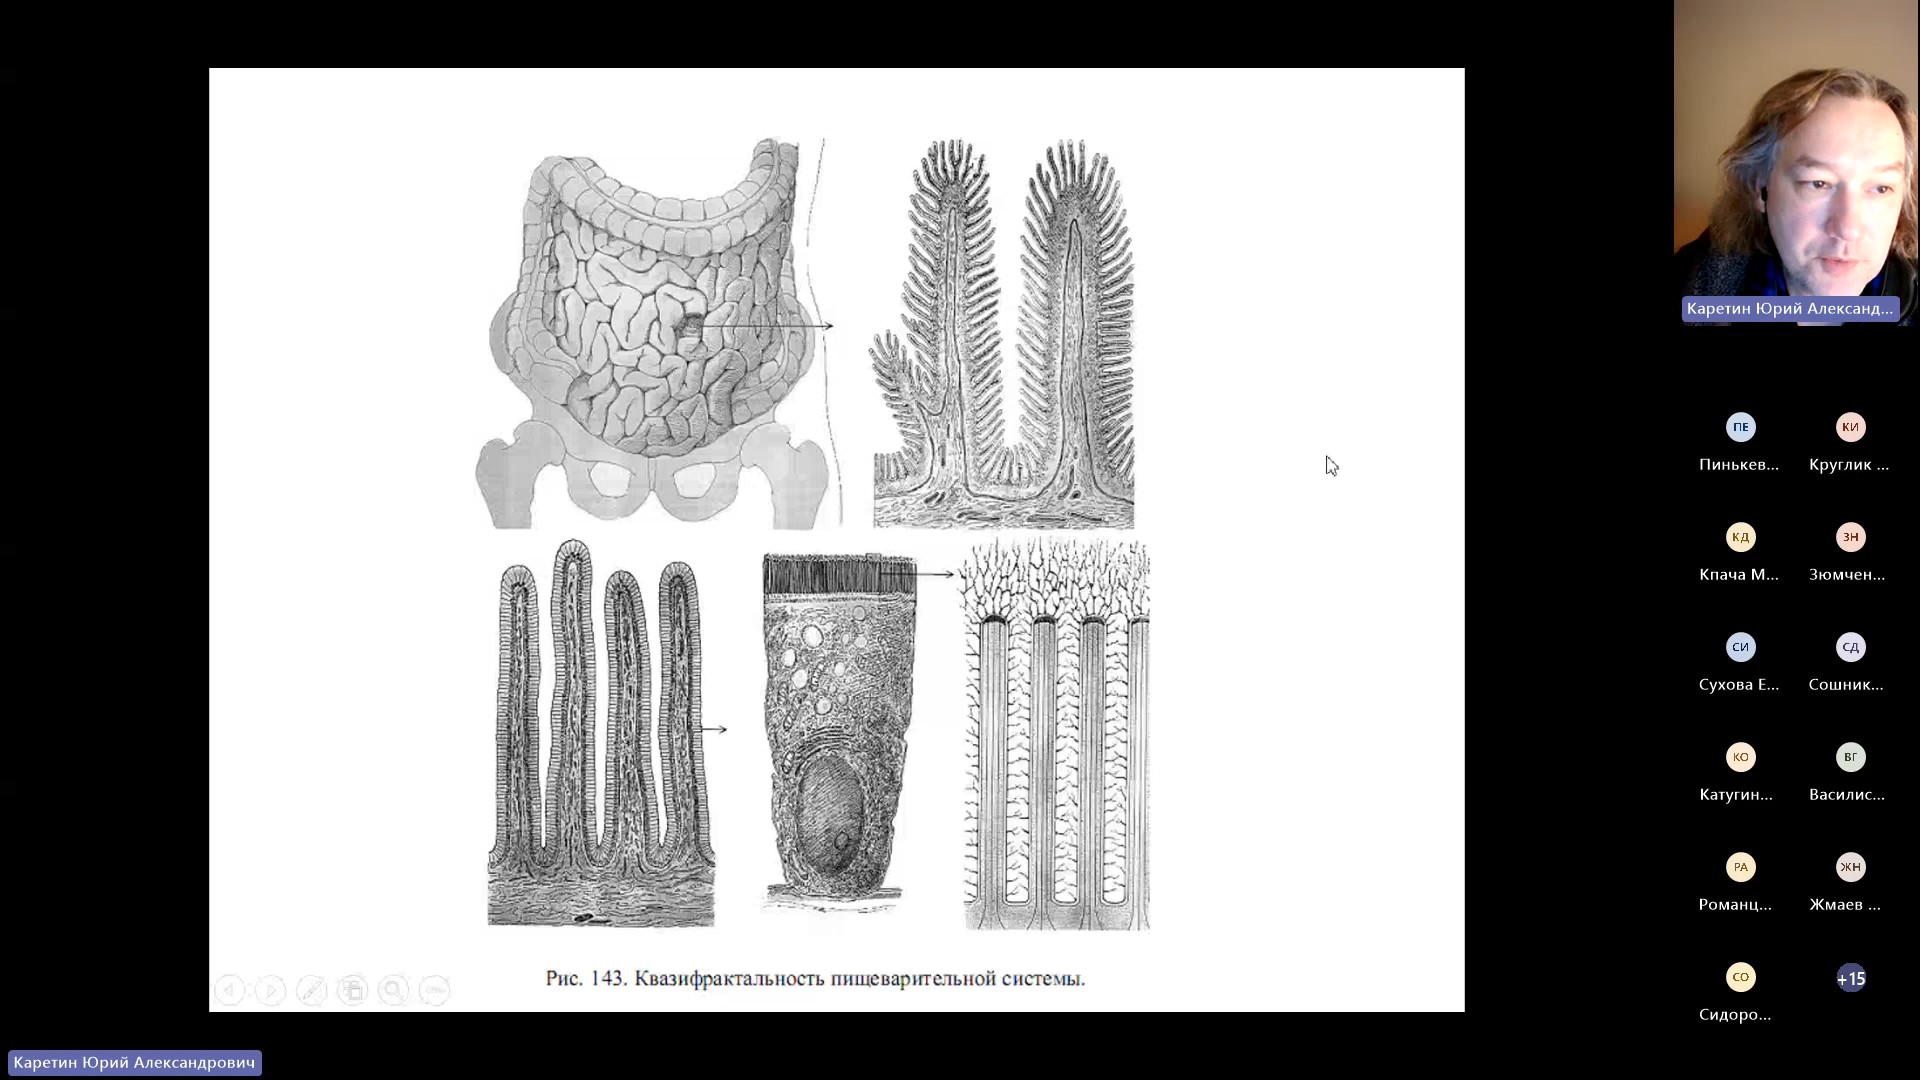 Рис. 143. Квазифрактальность пищеварительной системы.
Каретин Юрий Александ...
ПЕ КИ
Пинькев... Круглик ...
КД ЗН
Кпача М... Зюмчен...
СИ СД
Сухова Е... Сошник...
КО ВГ
Катугин... Василис...
РА ЖН
Романц... Жмаев ...
СО +15
Сидоро...
Каретин Юрий Александрович